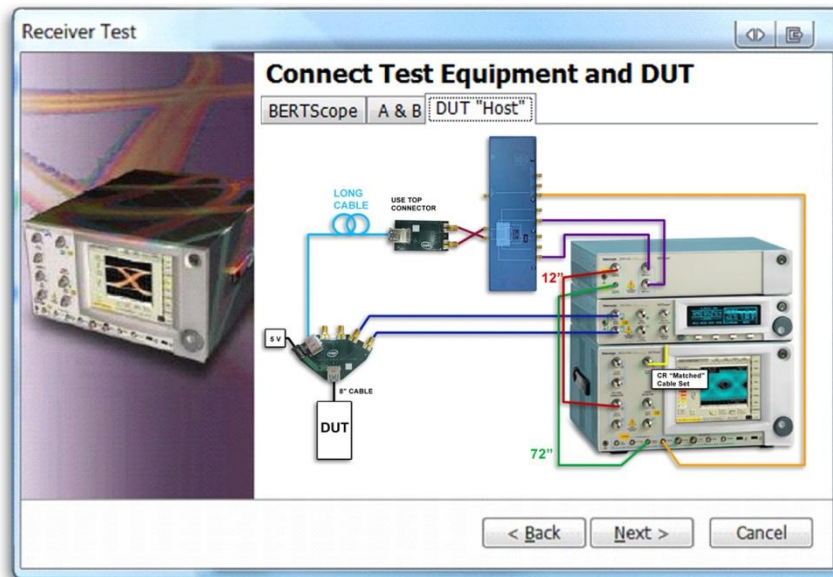 Receiver Test
Connect Test Equipment and DUT
BERTScope
A & B
DUT "Host"
LONG
CABLE
USE TOP
CONNECTOR
12"
5 V
8" CABLE
DUT
CR "Matched"
Cable Set
72"
< Back
Next >
Cancel